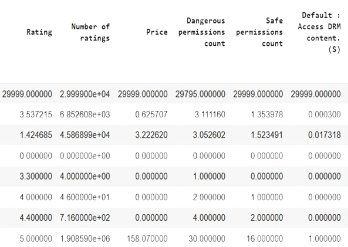 Rating Number of ratings Price Dangerous permissions count Safe permissions count Default : Access DRM content. (S)
29999.000000 2.999900e+04 29999.000000 29795.000000 29999.000000 29999.000000
3.537215 6.852608e+03 0.625707 3.111160 1.353978 0.000300
1.424685 4.586899e+04 3.222620 3.052602 1.523491 0.017318
0.000000 0.000000e+00 0.000000 0.000000 0.000000 0.000000
3.300000 4.000000e+00 0.000000 1.000000 0.000000 0.000000
4.000000 4.600000e+01 0.000000 2.000000 1.000000 0.000000
4.400000 7.160000e+02 0.000000 4.000000 2.000000 0.000000
5.000000 1.908590e+06 158.070000 30.000000 16.000000 1.000000